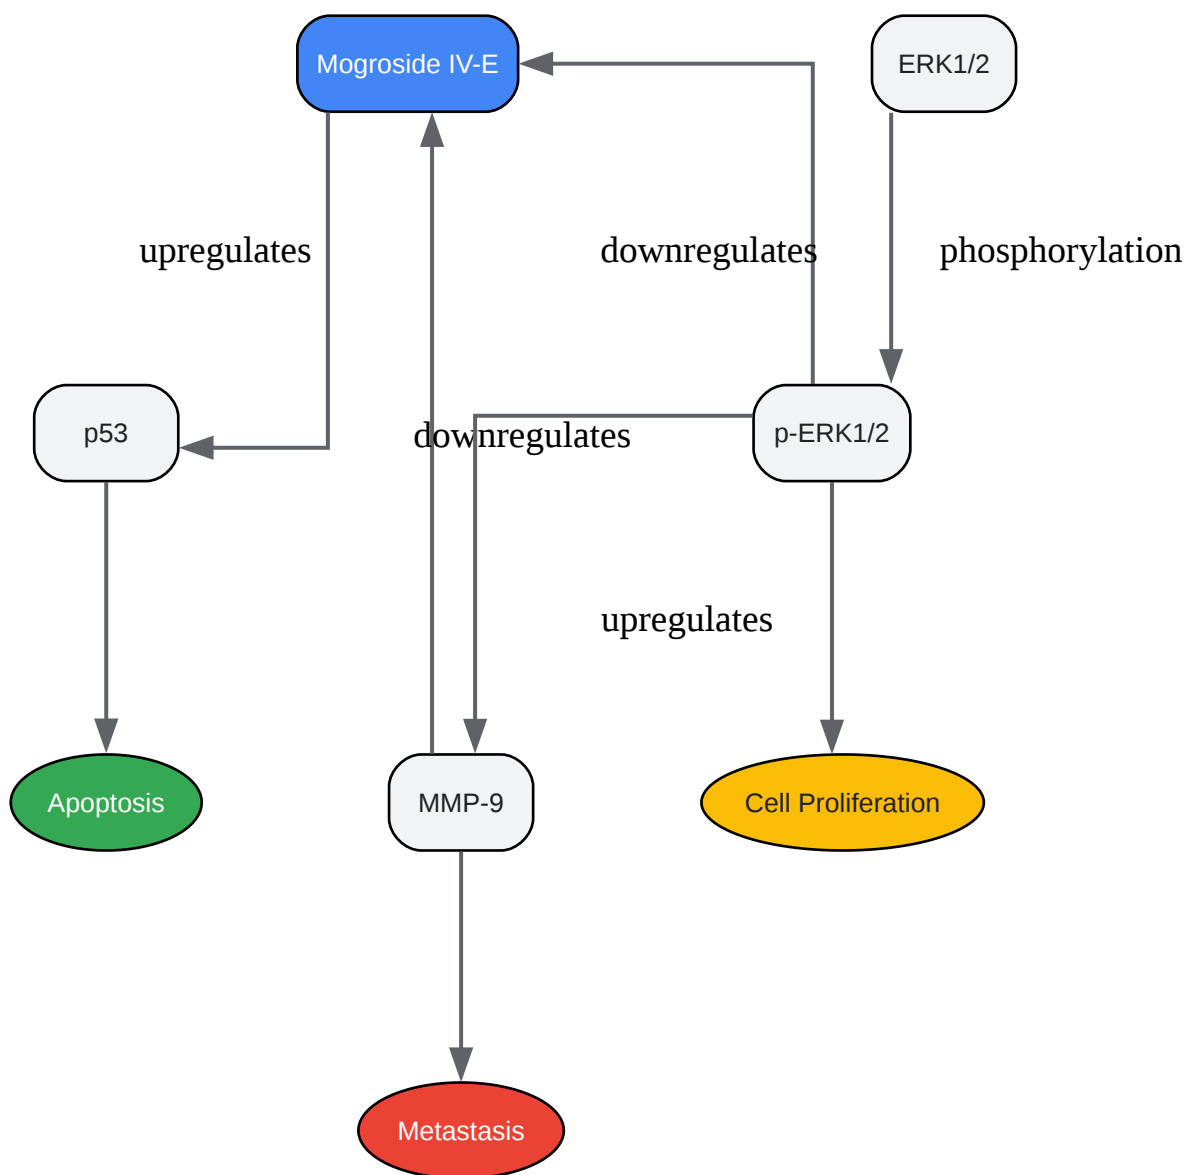 Mogroside IV-E
ERK1/2
upregulates
downregulates
phosphorylation
p53
downregulates
p-ERK1/2
upregulates
Apoptosis
MMP-9
Cell Proliferation
Metastasis